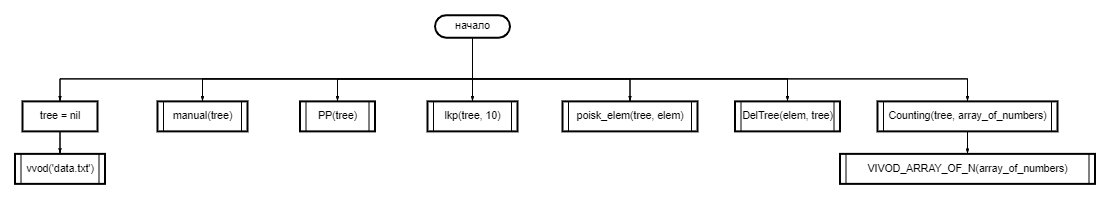 начало
tree = nil
manual(tree)
PP(tree)
lkp(tree, 10)
poisk_elem(tree, elem)
DelTree(elem, tree)
Counting(tree, array_of_numbers)
vvod('data.txt')
VIVOD_ARRAY_OF_N(array_of_numbers)